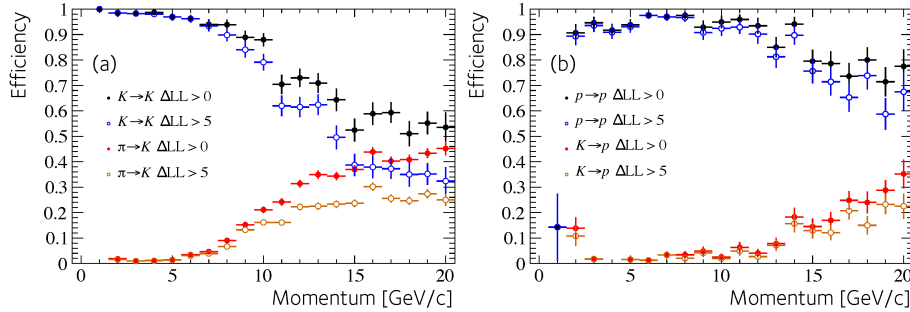 Efficiency
1
0.9
0.8
0.7
0.6
0.5
0.4
0.3
0.2
0.1
0
(a)
K→K ΔLL > 0
K→K ΔLL > 5
π→K ΔLL > 0
π→K ΔLL > 5
0 5 10 15 20
Momentum [GeV/c]
Efficiency
1
0.9
0.8
0.7
0.6
0.5
0.4
0.3
0.2
0.1
0
(b)
p→p ΔLL > 0
p→p ΔLL > 5
K→p ΔLL > 0
K→p ΔLL > 5
0 5 10 15 20
Momentum [GeV/c]